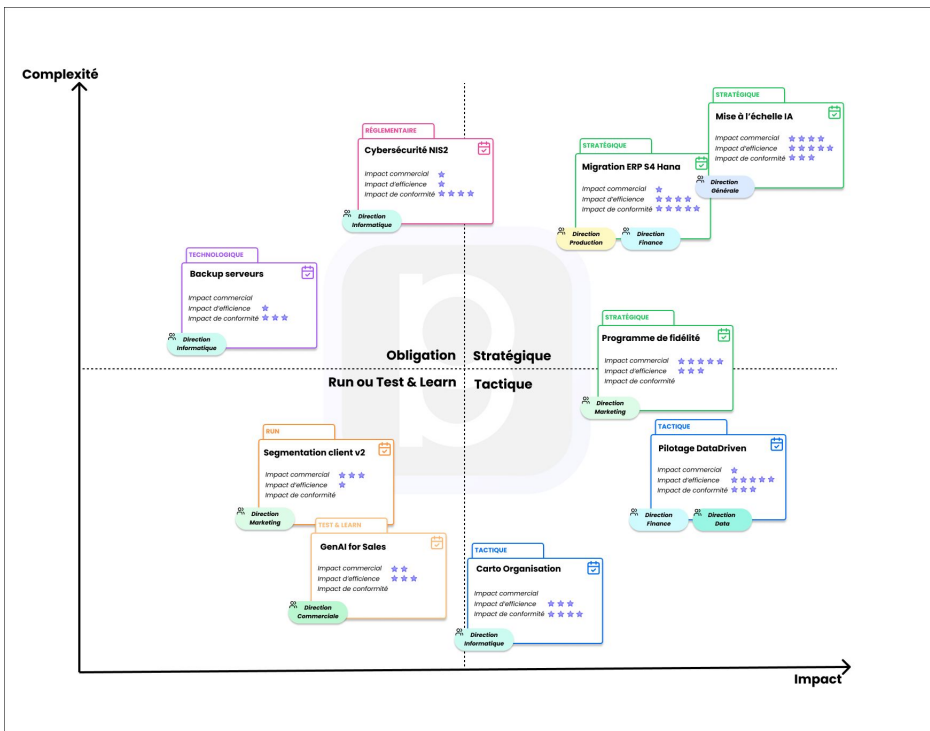 Complexité
STRATÉGIQUE
Mise à l'échelle IA
Impact commercial
Impact d'efficience
Impact de conformité
Direction
Générale
RÈGLEMENTAIRE
Cybersécurité NIS2
Impact commercial
Impact d'efficience
Impact de conformité
Direction
Informatique
STRATÉGIQUE
Migration ERP S4 Hana
Impact commercial
Impact d'efficience
Impact de conformité
Direction
Production
Direction
Finance
TECHNOLOGIQUE
Backup serveurs
Impact commercial
Impact d'efficience
Impact de conformité
Direction
Informatique
STRATÉGIQUE
Programme de fidélité
Impact commercial
Impact d'efficience
Impact de conformité
Direction
Marketing
Obligation
Stratégique
Run ou Test & Learn
Tactique
RUN
Segmentation client v2
Impact commercial
Impact d'efficience
Impact de conformité
Direction
Marketing
TACTIQUE
Pilotage DataDriven
Impact commercial
Impact d'efficience
Impact de conformité
Direction
Finance
Direction
Data
TEST & LEARN
GenAI for Sales
Impact commercial
Impact d'efficience
Impact de conformité
Direction
Commerciale
TACTIQUE
Carto Organisation
Impact commercial
Impact d'efficience
Impact de conformité
Direction
Informatique
Impact